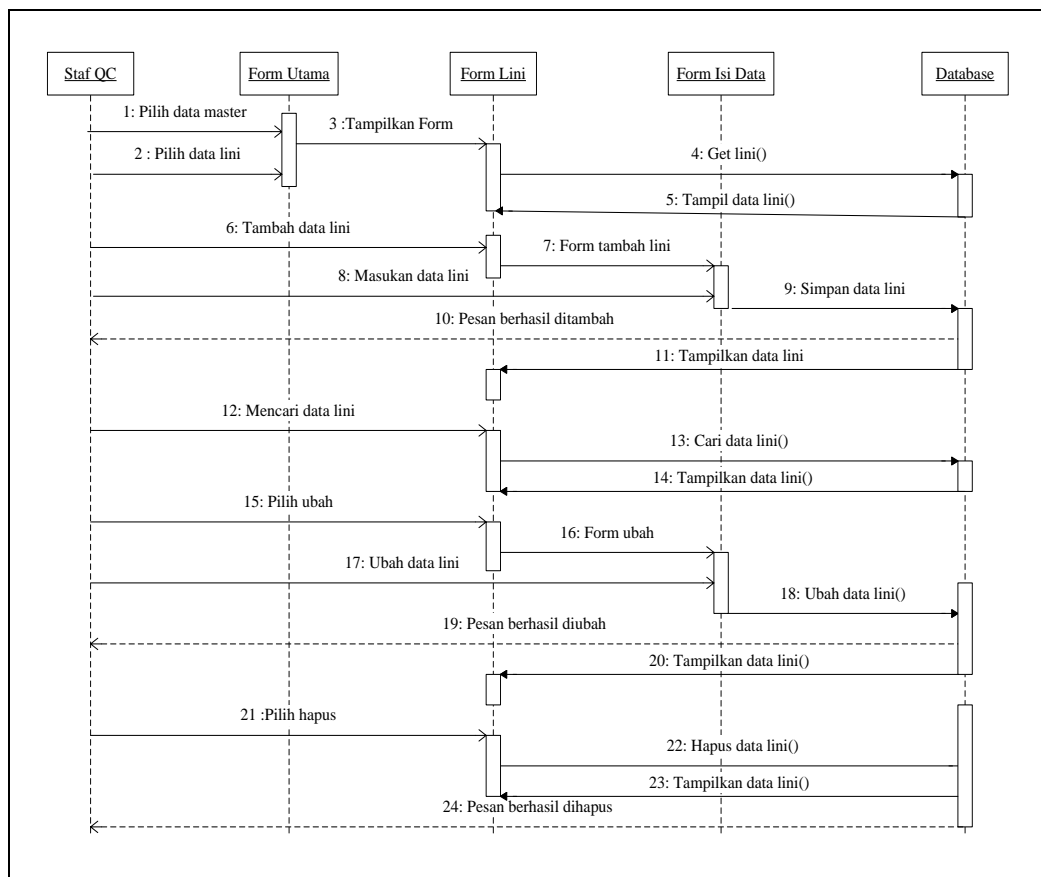 Staf QC
Form Utama
Form Lini
Form Isi Data
Database
1: Pilih data master
3 :Tampilkan Form
2 : Pilih data lini
4: Get lini()
5: Tampil data lini()
6: Tambah data lini
7: Form tambah lini
8: Masukan data lini
9: Simpan data lini
10: Pesan berhasil ditambah
11: Tampilkan data lini
12: Mencari data lini
13: Cari data lini()
14: Tampilkan data lini()
15: Pilih ubah
16: Form ubah
17: Ubah data lini
18: Ubah data lini()
19: Pesan berhasil diubah
20: Tampilkan data lini()
21 :Pilih hapus
22: Hapus data lini()
23: Tampilkan data lini()
24: Pesan berhasil dihapus